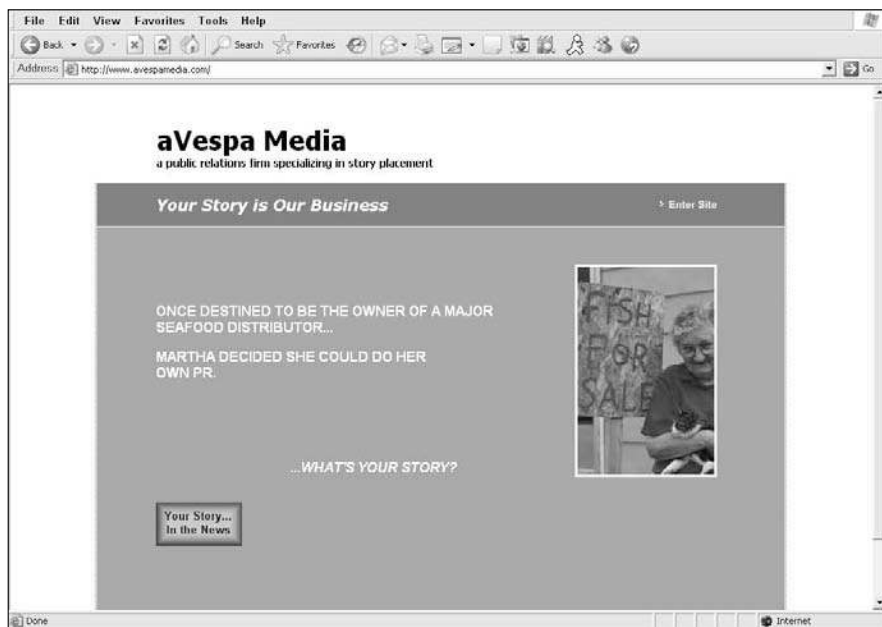 File Edit View Favorites Tools Help
Back Search Favorites
Address http://www.avespamedia.com/ Go
aVespa Media
a public relations firm specializing in story placement
Your Story is Our Business
> Enter Site
ONCE DESTINED TO BE THE OWNER OF A MAJOR
SEAFOOD DISTRIBUTOR...
MARTHA DECIDED SHE COULD DO HER
OWN PR.
FISH
FOR
SALE
...WHAT'S YOUR STORY?
Your Story...
In the News
Done Internet